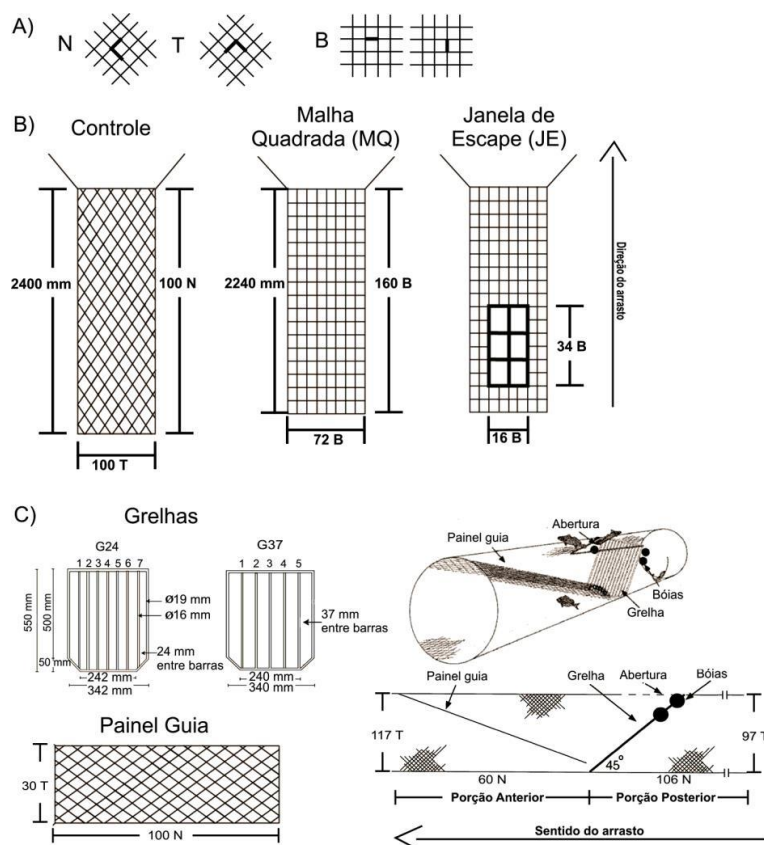 A)
N
T
B
B)
Controle
Malha
Quadrada (MQ)
Janela de
Escape (JE)
2400 mm
100 N
100 T
2240 mm
160 B
72 B
34 B
16 B
Direção do arrasto
C)
Grelhas
G24
1 2 3 4 5 6 7
550 mm
500 mm
50 mm
Ø19 mm
Ø16 mm
24 mm
entre barras
242 mm
342 mm
G37
1 2 3 4 5
37 mm
entre barras
240 mm
340 mm
Painel Guia
30 T
100 N
Painel guia
Abertura
Bóias
Grelha
Painel guia
Grelha
Abertura
Bóias
117 T
97 T
45°
60 N
106 N
Porção Anterior
Porção Posterior
Sentido do arrasto